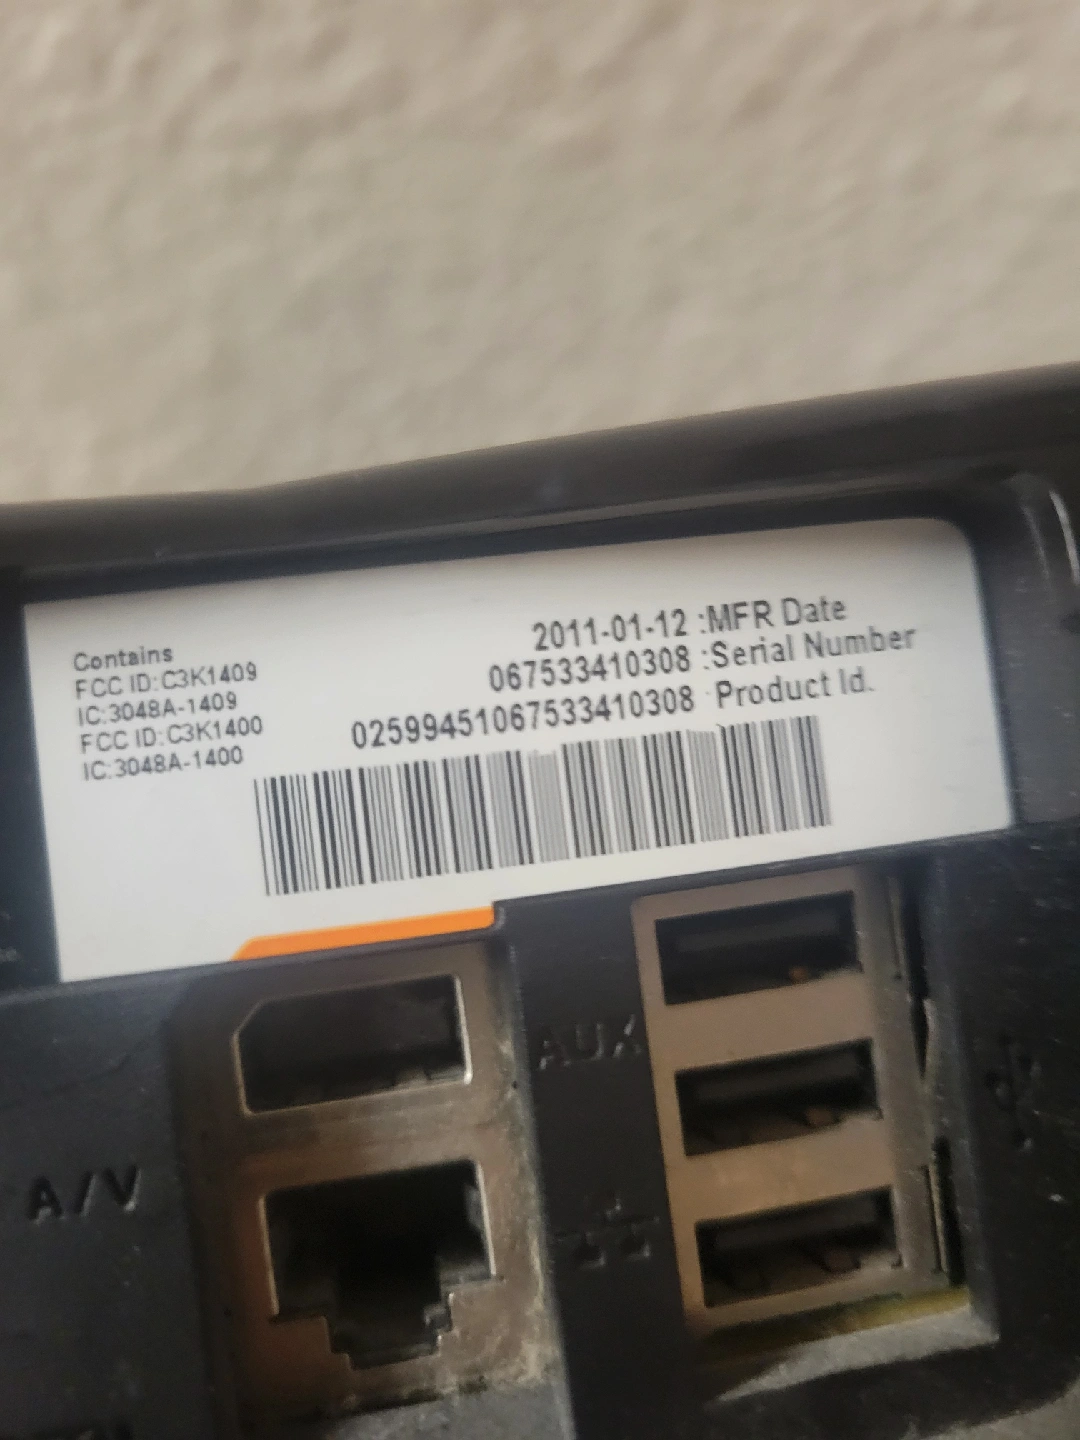 Contains
FCC ID:C3K1409
IC:3048A-1409
FCC ID:C3K1400
IC:3048A-1400
2011-01-12 :MFR Date
067533410308 :Serial Number
02599451067533410308 Product Id.
AUX
A/V